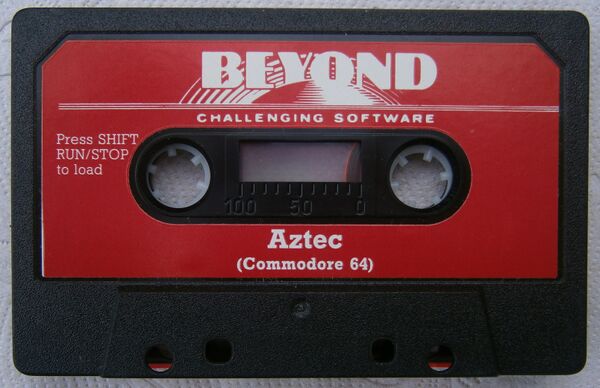 BEYOND
CHALLENGING SOFTWARE
Press SHIFT
RUN/STOP
to load
100 50 0
Aztec
(Commodore 64)